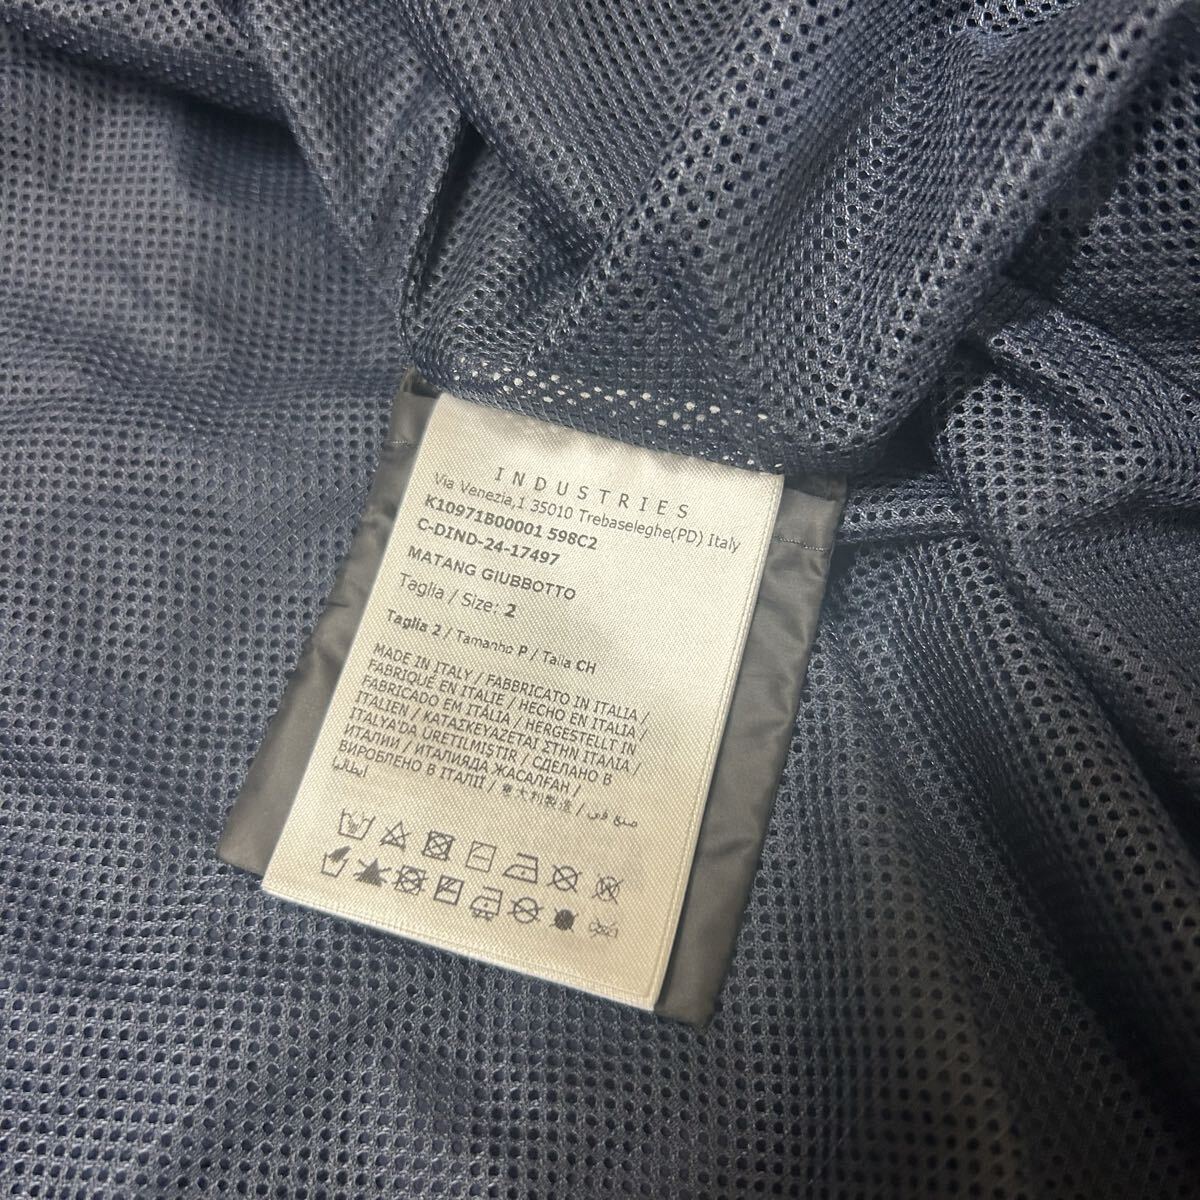 INDUSTRIES
Via Venezia,1 35010 Trebaseleghe(PD) Italy
K10971B00001 598C2
C-DIND-24-17497
MATANG GIUBBOTTO
Taglia / Size: 2
Taglia 2 / Tamanho P / Talla CH
MADE IN ITALY / FABBRICATO IN ITALIA /
FABRIQUÉ EN ITALIE / HECHO EN ITALIA /
FABRICADO EM ITÁLIA / HERGESTELLT IN
ITALIEN / ΚΑΤΑΣΚΕΥΑΖΕΤΑΙ ΣΤΗΝ ΙΤΑΛΙΑ /
ITALYA'DA ÜRETILMISTIR / СДЕЛАНО В
ИТАЛИИ / ИТАЛИЯДА ЖАСАЛҒАН /
ВИРОБЛЕНО В ІТАЛІЇ / 意大利製造 / صنع في
إيطاليا